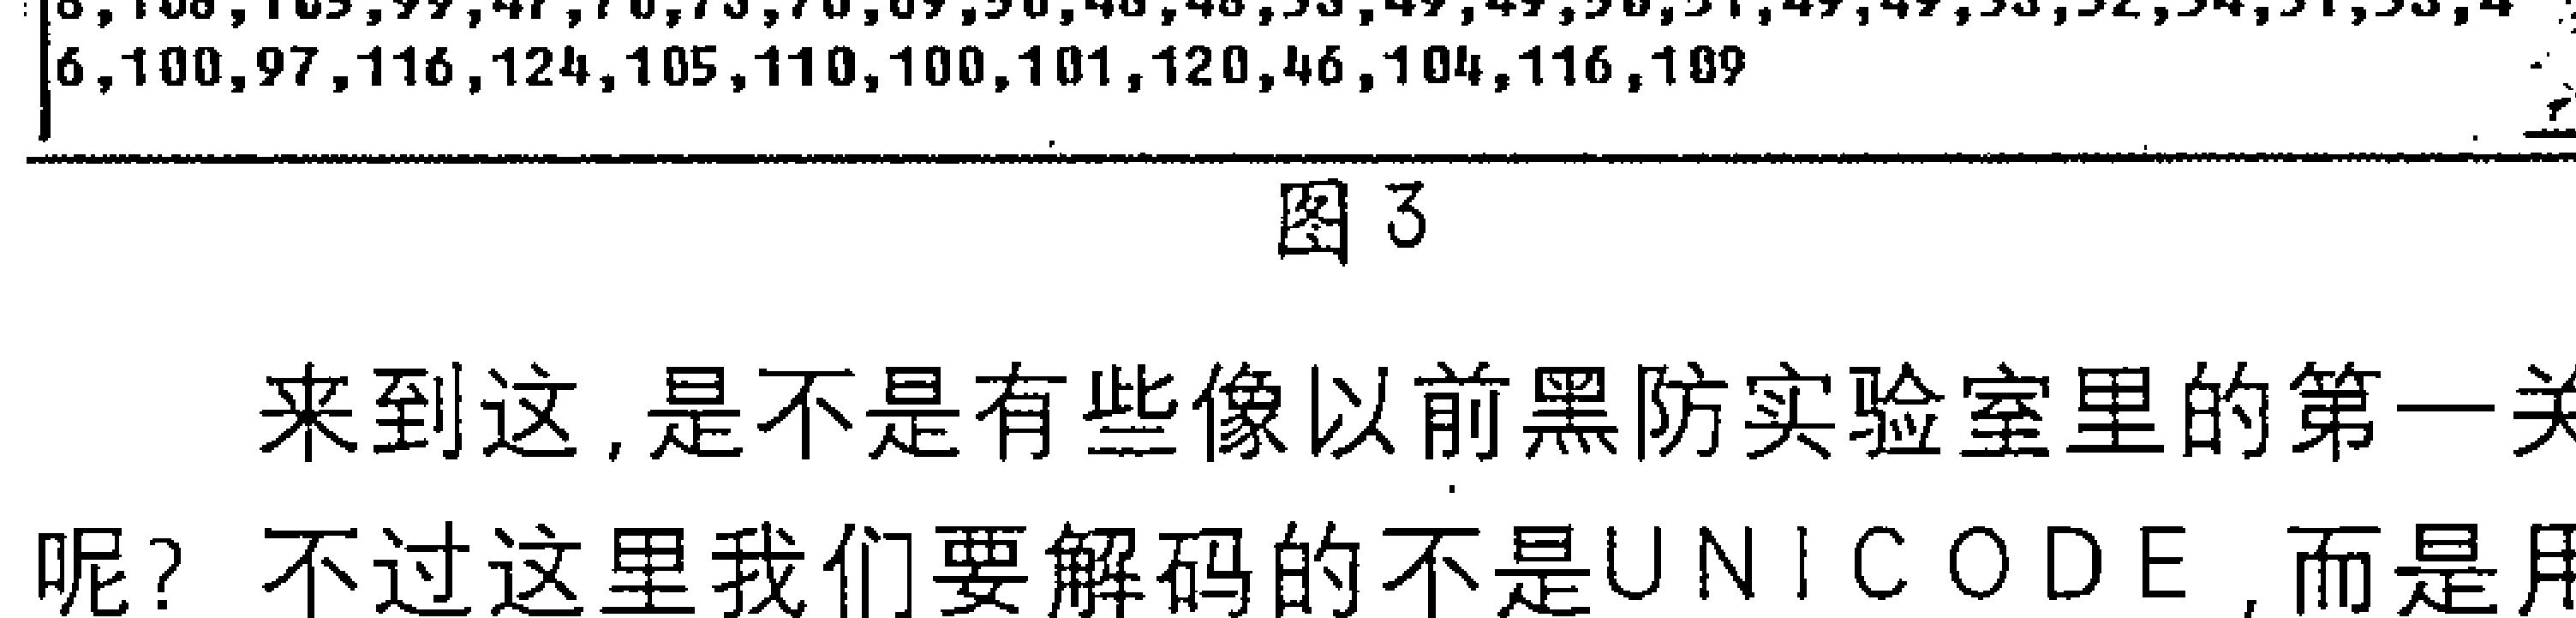 6,100,97,116,124,105,110,100,101,120,46,104,116,109
图3
来到这,是不是有些像以前黑防实验室里的第一关
呢?不过这里我们要解码的不是UNICODE,而是用